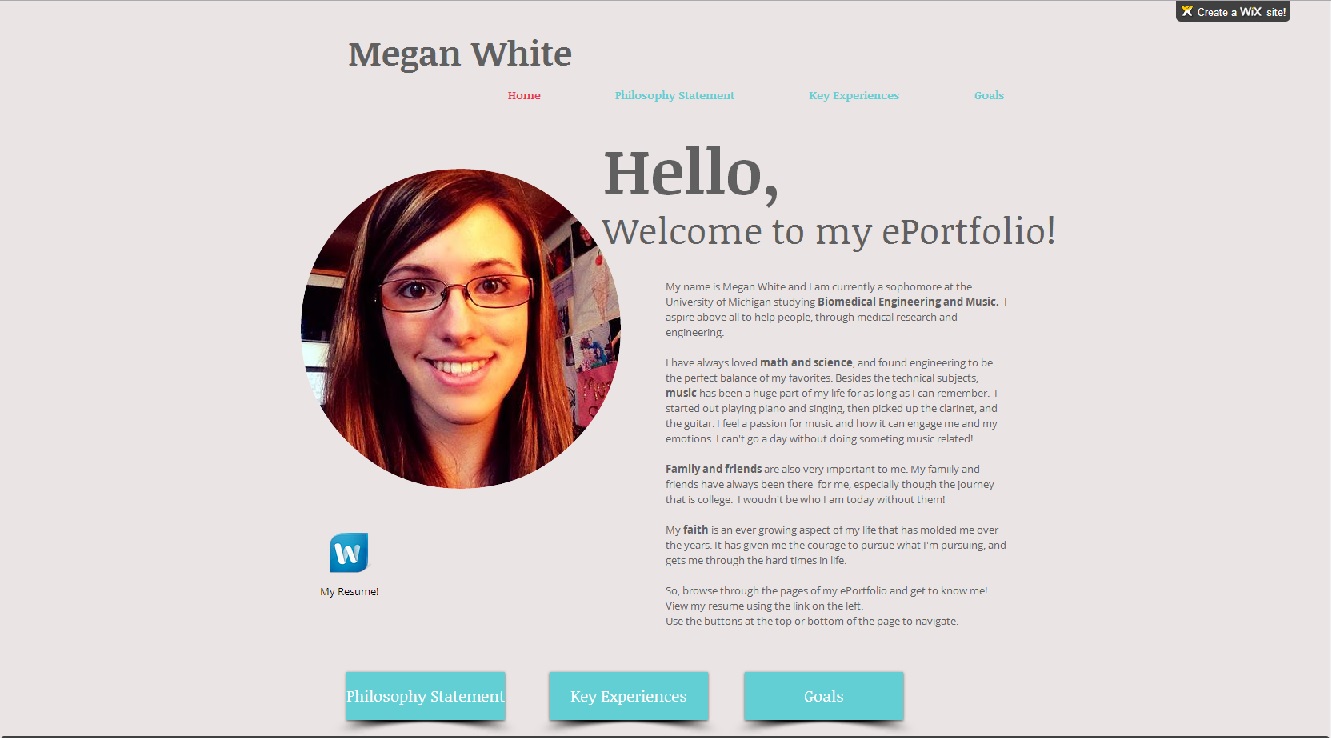 Create a WiX site!
Megan White
Home Philosophy Statement Key Experiences Goals
Hello,
Welcome to my ePortfolio!
My name is Megan White and I am currently a sophomore at the
University of Michigan studying Biomedical Engineering and Music. I
aspire above all to help people, through medical research and
engineering.
I have always loved math and science, and found engineering to be
the perfect balance of my favorites. Besides the technical subjects,
music has been a huge part of my life for as long as I can remember. I
started out playing piano and singing, then picked up the clarinet, and
the guitar. I feel a passion for music and how it can engage me and my
emotions. I can't go a day without doing someting music related!
Family and friends are also very important to me. My family and
friends have always been there for me, especially though the journey
that is college. I woudn't be who I am today without them!
My faith is an ever growing aspect of my life that has molded me over
the years. It has given me the courage to pursue what I'm pursuing, and
gets me through the hard times in life.
So, browse through the pages of my ePortfolio and get to know me!
View my resume using the link on the left.
Use the buttons at the top or bottom of the page to navigate.
W
My Resume!
Philosophy Statement Key Experiences Goals